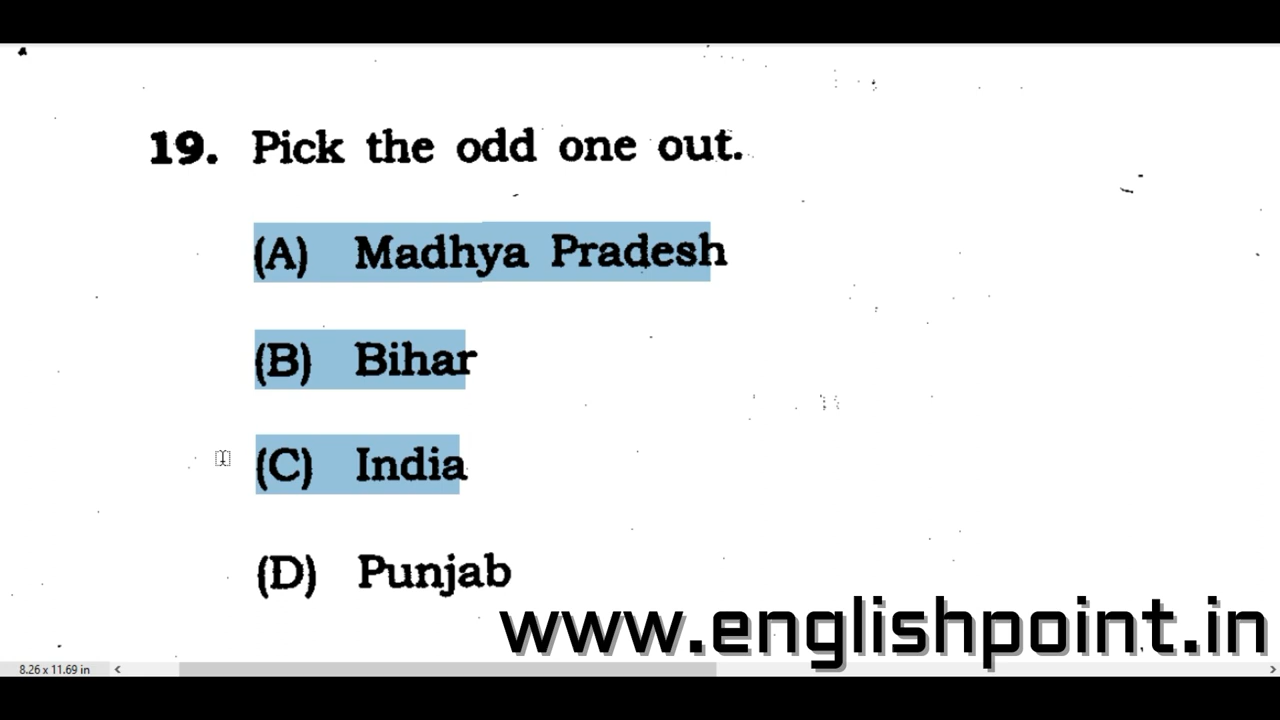 19. Pick the odd one out.
(A) Madhya Pradesh
(B) Bihar
(C) India
(D) Punjab
www.englishpoint.in
8.26 x 11.69 in